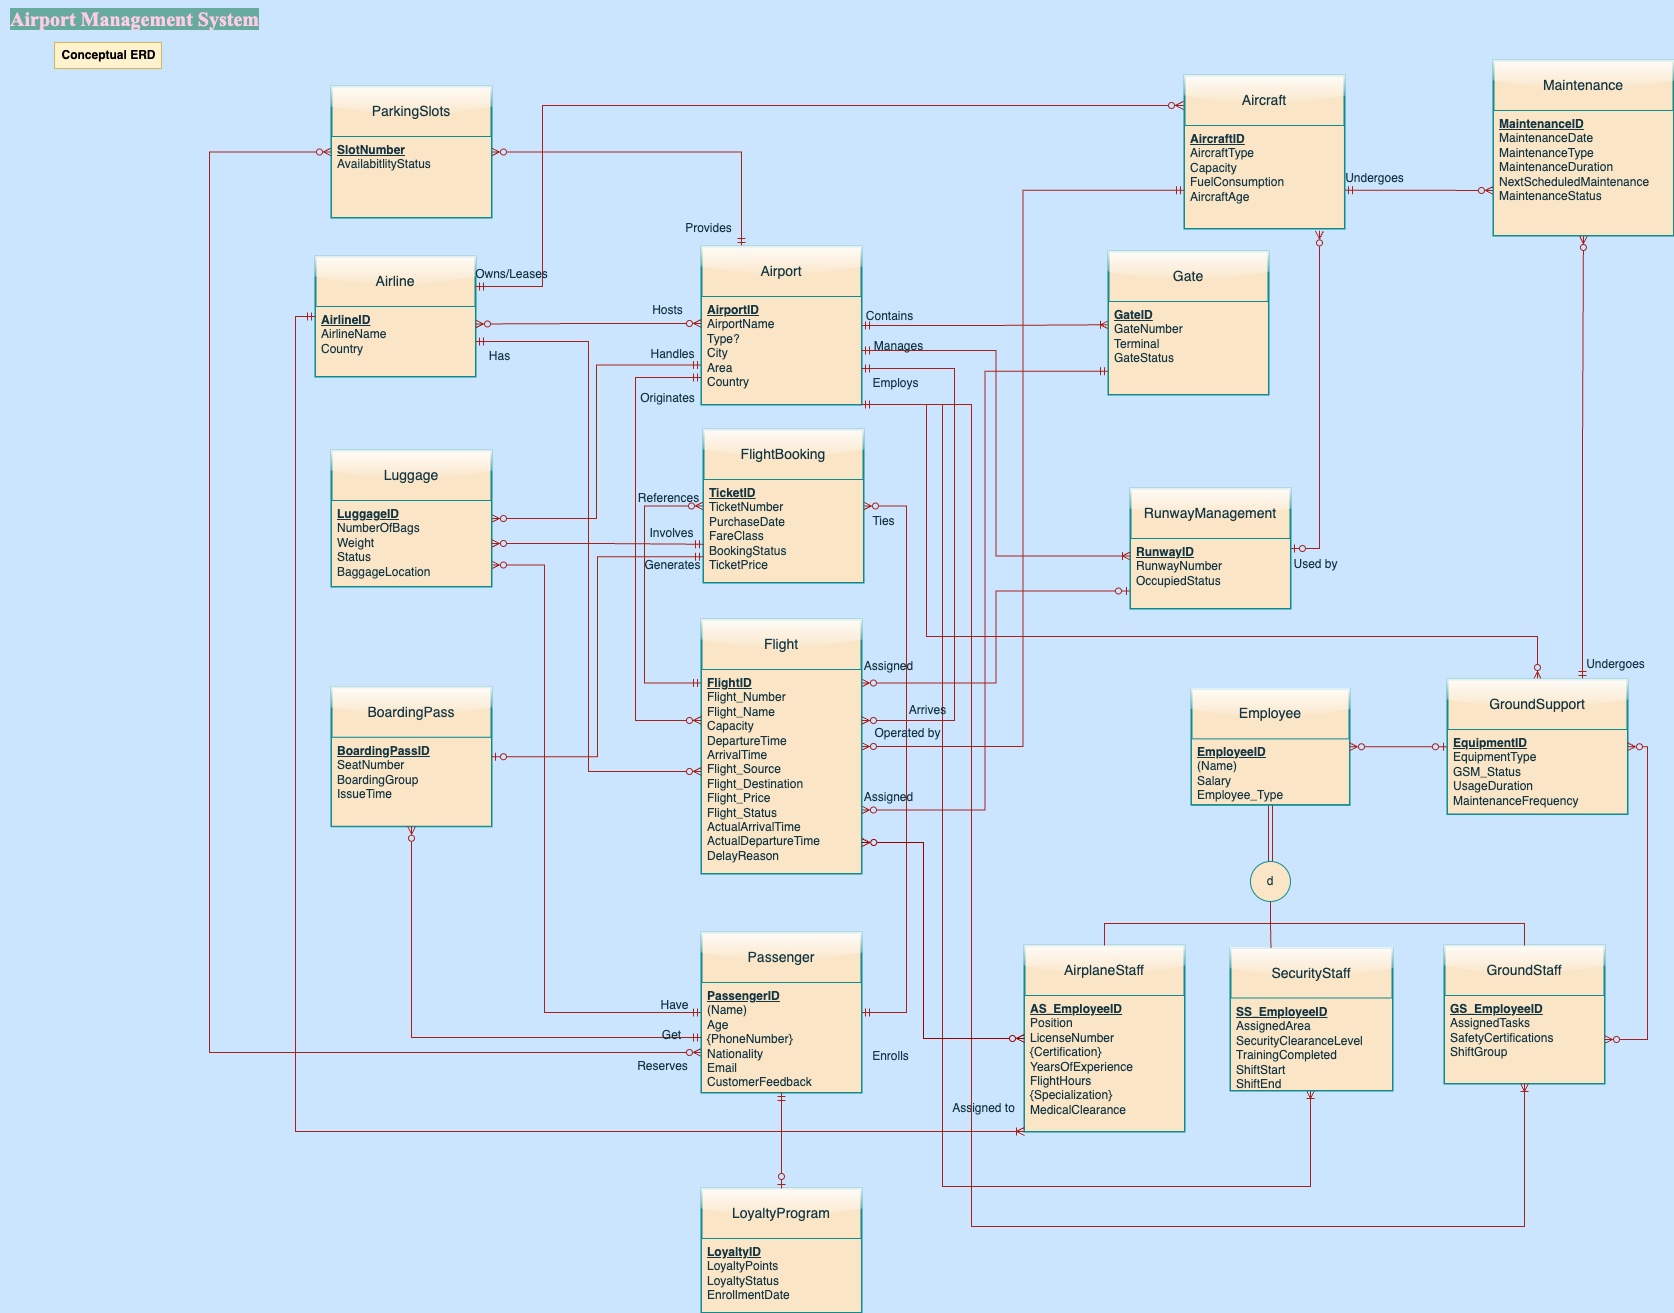 Airport Management System
Conceptual ERD
ParkingSlots
SlotNumber
AvailabitlityStatus
Aircraft
AircraftID
AircraftType
Capacity
FuelConsumption
AircraftAge
Maintenance
MaintenanceID
MaintenanceDate
MaintenanceType
MaintenanceDuration
NextScheduledMaintenance
MaintenanceStatus
Undergoes
Provides
Owns/Leases
Airline
AirlineID
AirlineName
Country
Has
Hosts
Handles
Originates
Airport
AirportID
AirportName
Type?
City
Area
Country
Contains
Manages
Employs
Gate
GateID
GateNumber
Terminal
GateStatus
Luggage
LuggageID
NumberOfBags
Weight
Status
BaggageLocation
References
Involves
Generates
FlightBooking
TicketID
TicketNumber
PurchaseDate
FareClass
BookingStatus
TicketPrice
Ties
RunwayManagement
RunwayID
RunwayNumber
OccupiedStatus
Used by
BoardingPass
BoardingPassID
SeatNumber
BoardingGroup
IssueTime
Flight
FlightID
Flight_Number
Flight_Name
Capacity
DepartureTime
ArrivalTime
Flight_Source
Flight_Destination
Flight_Price
Flight_Status
ActualArrivalTime
ActualDepartureTime
DelayReason
Assigned
Arrives
Operated by
Assigned
Employee
EmployeeID
(Name)
Salary
Employee_Type
Undergoes
GroundSupport
EquipmentID
EquipmentType
GSM_Status
UsageDuration
MaintenanceFrequency
d
Have
Get
Reserves
Passenger
PassengerID
(Name)
Age
{PhoneNumber}
Nationality
Email
CustomerFeedback
Enrolls
Assigned to
AirplaneStaff
AS_EmployeeID
Position
LicenseNumber
{Certification}
YearsOfExperience
FlightHours
{Specialization}
MedicalClearance
SecurityStaff
SS_EmployeeID
AssignedArea
SecurityClearanceLevel
TrainingCompleted
ShiftStart
ShiftEnd
GroundStaff
GS_EmployeeID
AssignedTasks
SafetyCertifications
ShiftGroup
LoyaltyProgram
LoyaltyID
LoyaltyPoints
LoyaltyStatus
EnrollmentDate